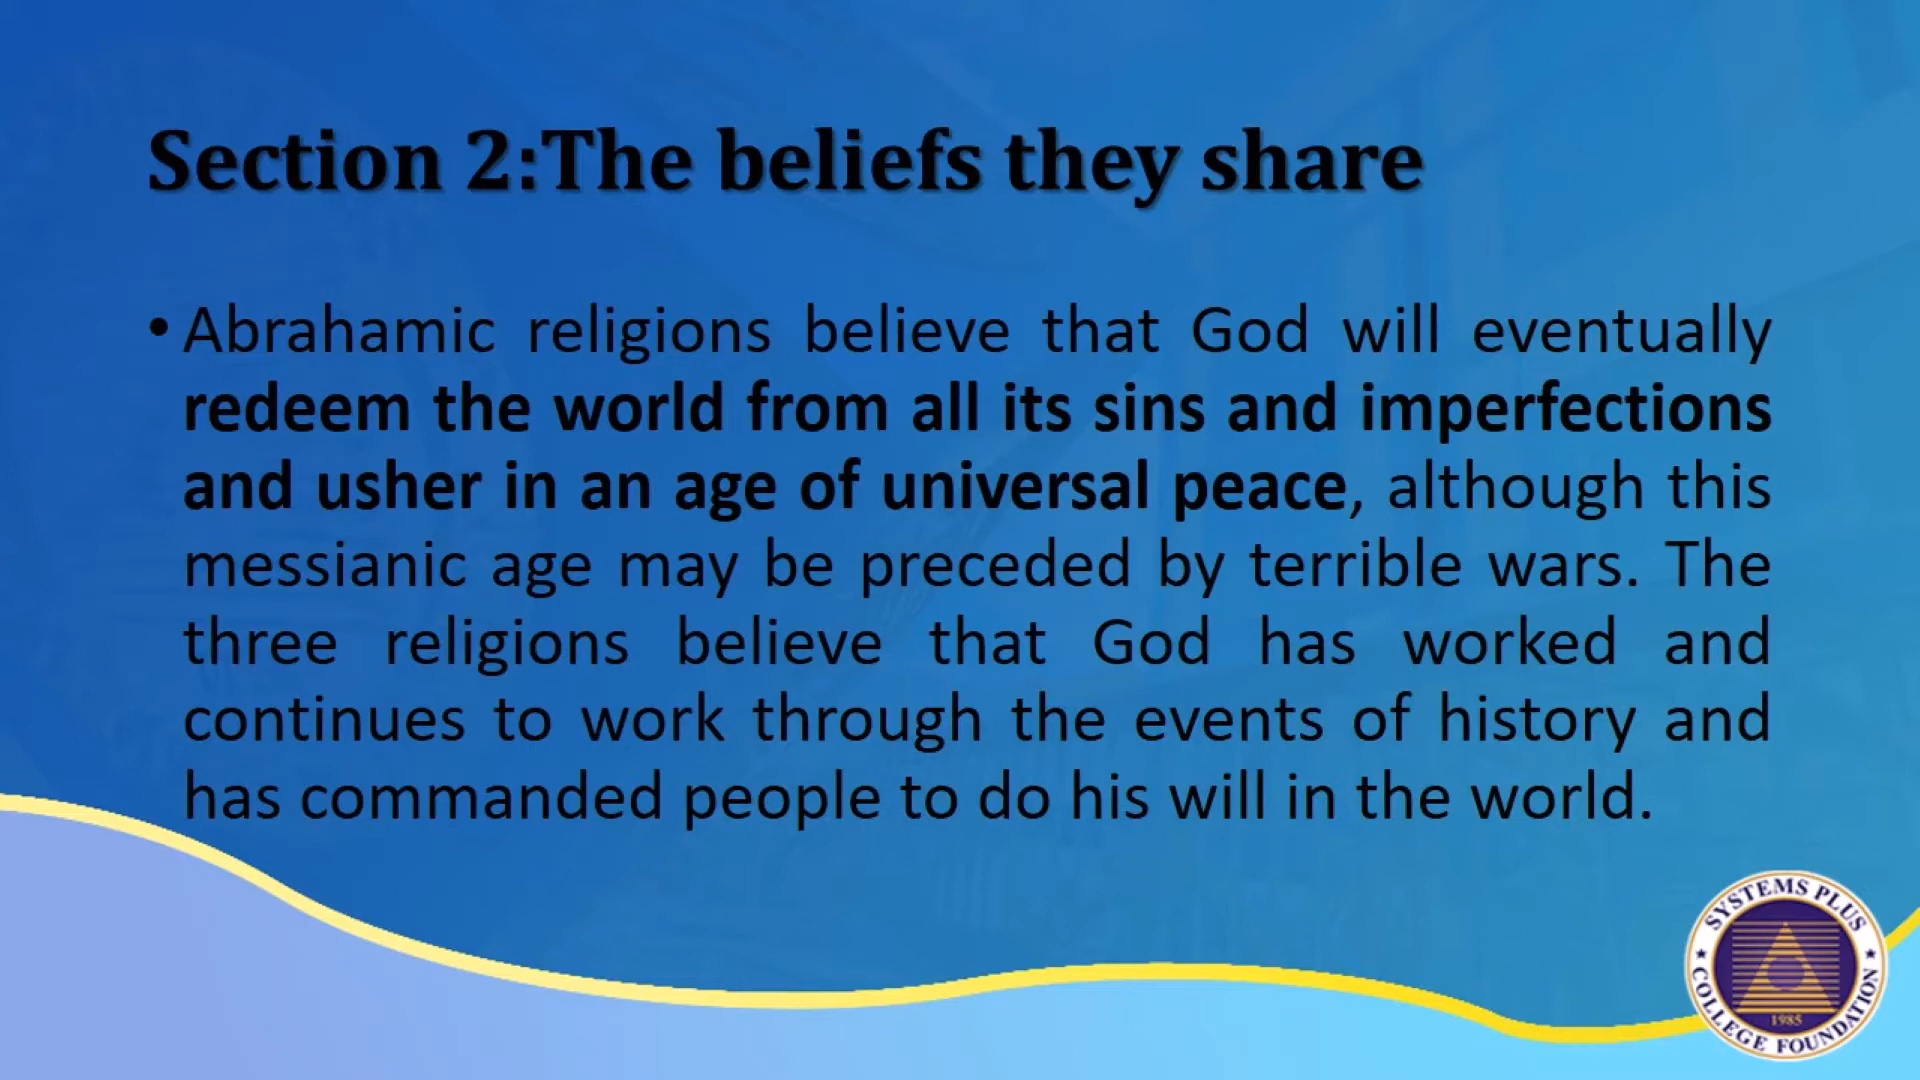 Section 2:The beliefs they share
• Abrahamic religions believe that God will eventually
redeem the world from all its sins and imperfections
and usher in an age of universal peace, although this
messianic age may be preceded by terrible wars. The
three religions believe that God has worked and
continues to work through the events of history and
has commanded people to do his will in the world.
SYSTEMS PLUS
COLLEGE FOUNDATION
1985